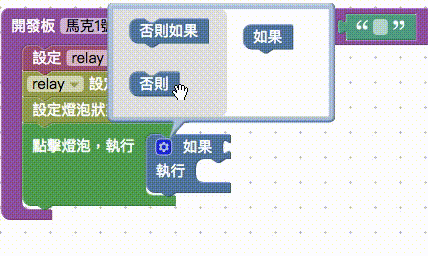 開發板 馬克1號
否則如果 如果
否則
設定 relay
relay 設定
設定燈泡狀
點擊燈泡，執行
如果
執行
“ ”